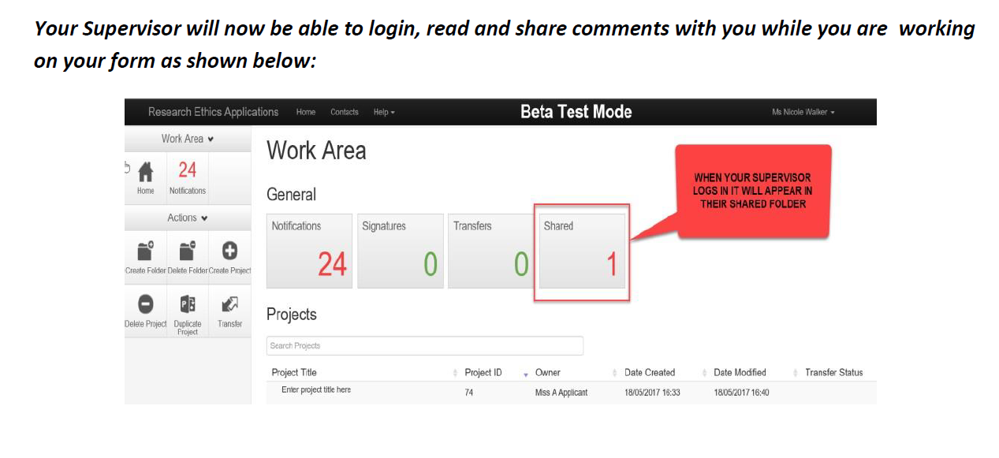 Your Supervisor will now be able to login, read and share comments with you while you are working
on your form as shown below:
Research Ethics Applications Home Contacts Help Beta Test Mode Ms Nicole Walker
Work Area
24
Home Notifications
Actions
Create Folder Delete Folder Create Project
Delete Project Duplicate Project Transfer
Work Area
General
Notifications Signatures Transfers Shared
24 0 0 1
WHEN YOUR SUPERVISOR
LOGS IN IT WILL APPEAR IN
THEIR SHARED FOLDER
Projects
Search Projects
Project Title Project ID Owner Date Created Date Modified Transfer Status
Enter project title here 74 Miss A Applicant 18/05/2017 16:33 18/05/2017 16:40